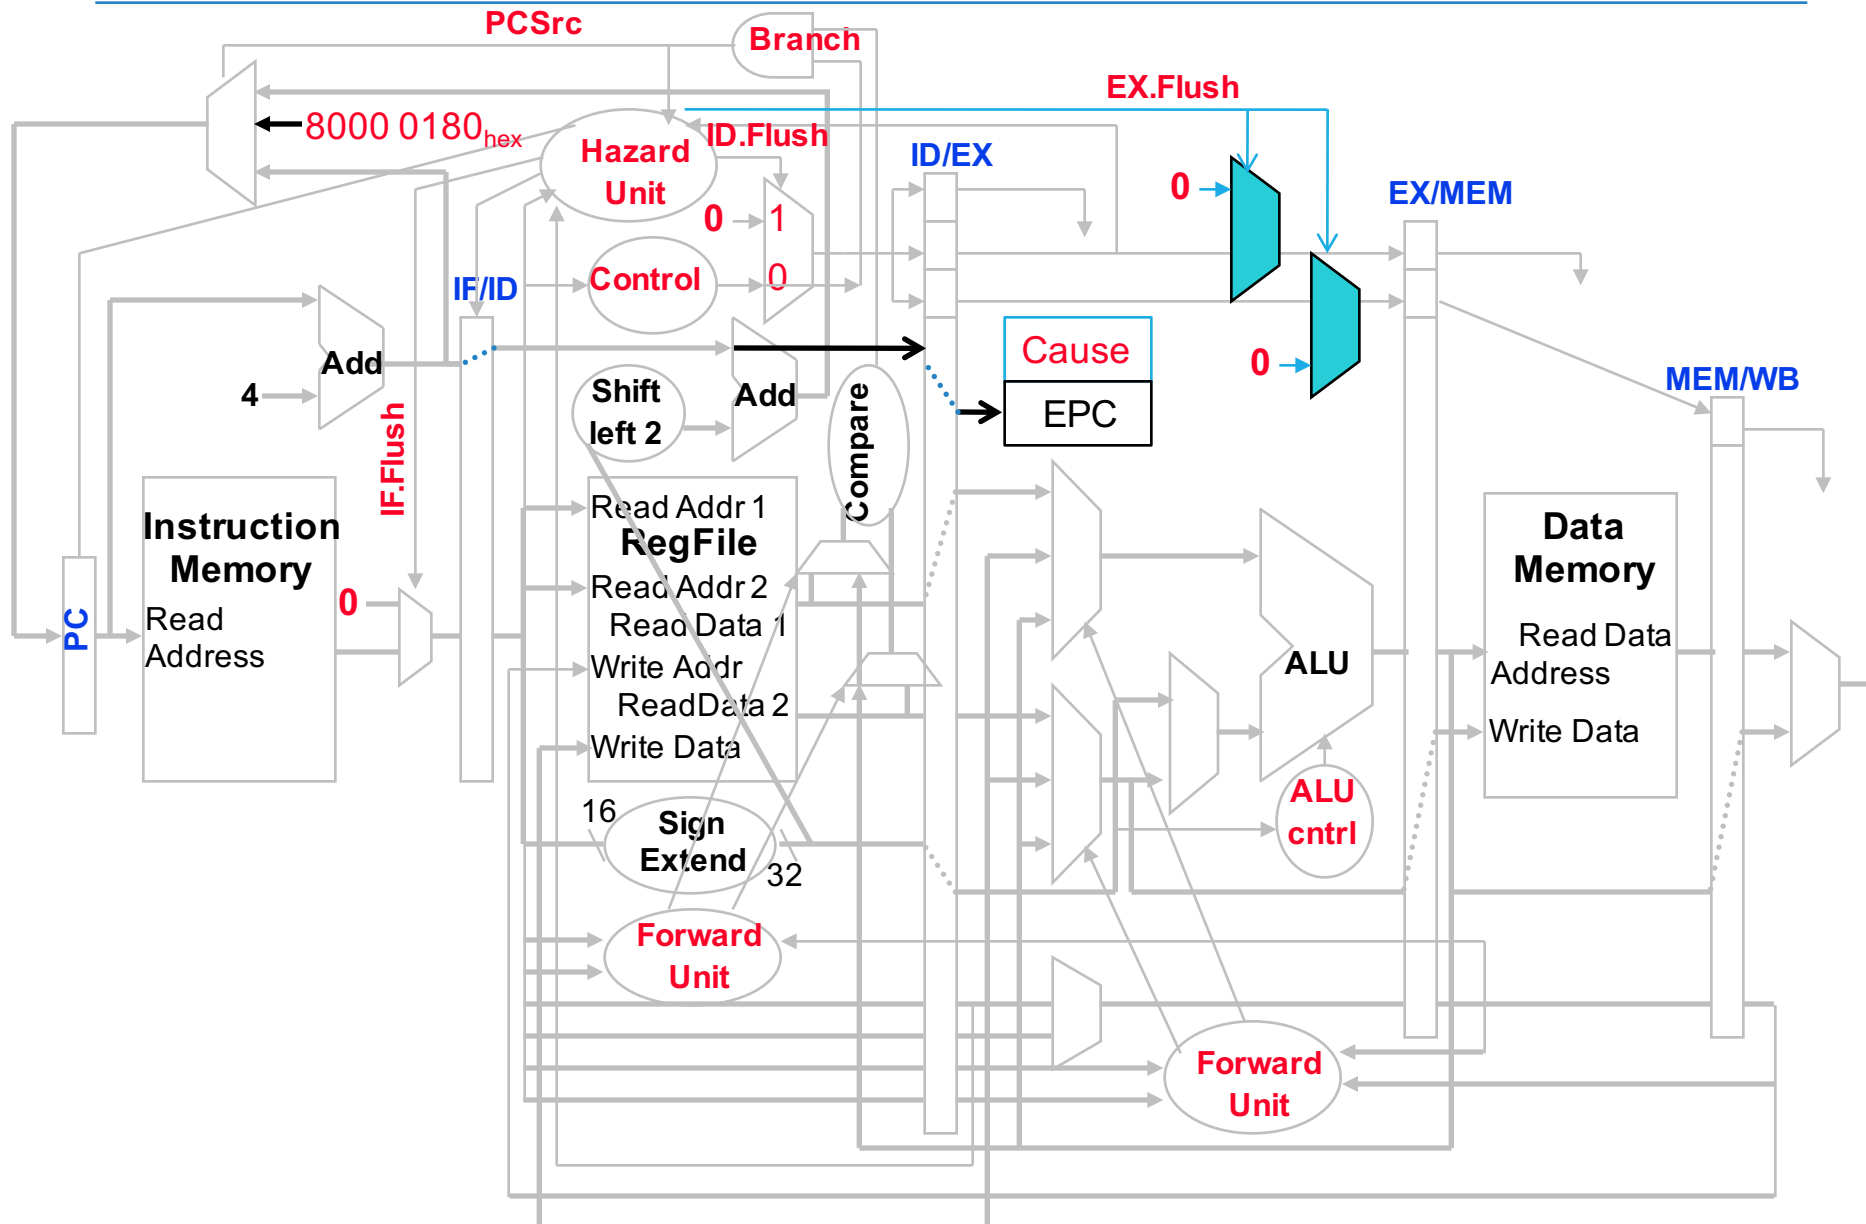 PCSrc
Branch
EX.Flush
8000 0180hex
ID.Flush
Hazard
Unit
ID/EX
0
EX/MEM
0
1
Control
0
IF/ID
Cause
EPC
0
MEM/WB
Add
4
Shift
left 2
Add
Compare
IF.Flush
Instruction
Memory
Read
Address
PC
0
Read Addr 1
RegFile
Read Addr 2
Read Data 1
Write Addr
ReadData 2
Write Data
ALU
Data
Memory
Read Data
Address
Write Data
16
Sign
Extend
32
ALU
cntrl
Forward
Unit
Forward
Unit